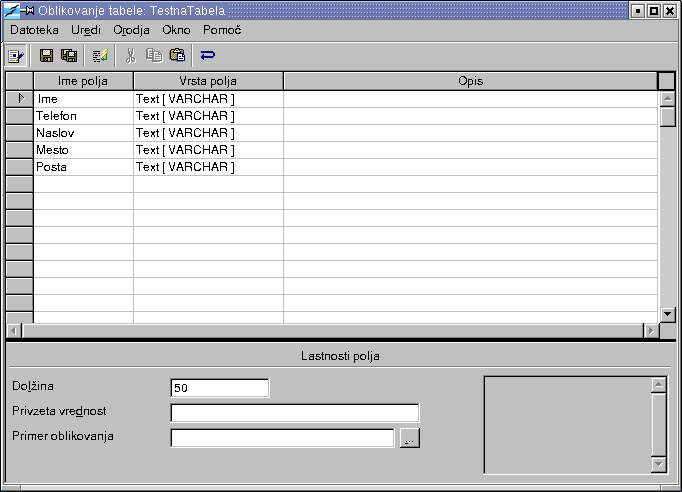 Oblikovanje tabele: TestnaTabela
Datoteka Uredi Orodja Okno Pomoč
Ime polja Vrsta polja Opis
Ime Text [ VARCHAR ]
Telefon Text [ VARCHAR ]
Naslov Text [ VARCHAR ]
Mesto Text [ VARCHAR ]
Posta Text [ VARCHAR ]
Lastnosti polja
Dolžina 50
Privzeta vrednost
Primer oblikovanja ...